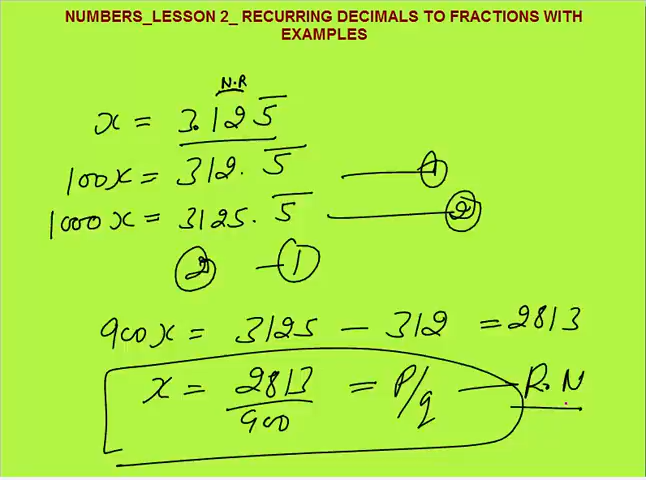 NUMBERS_LESSON 2_ RECURRING DECIMALS TO FRACTIONS WITH
EXAMPLES
N.R
x = 3.125̅
100x = 312.5̅ — ①
1000x = 3125.5̅ — ②
② - ①
900x = 3125 - 312 = 2813
x = 2813/900 = P/q — R.N